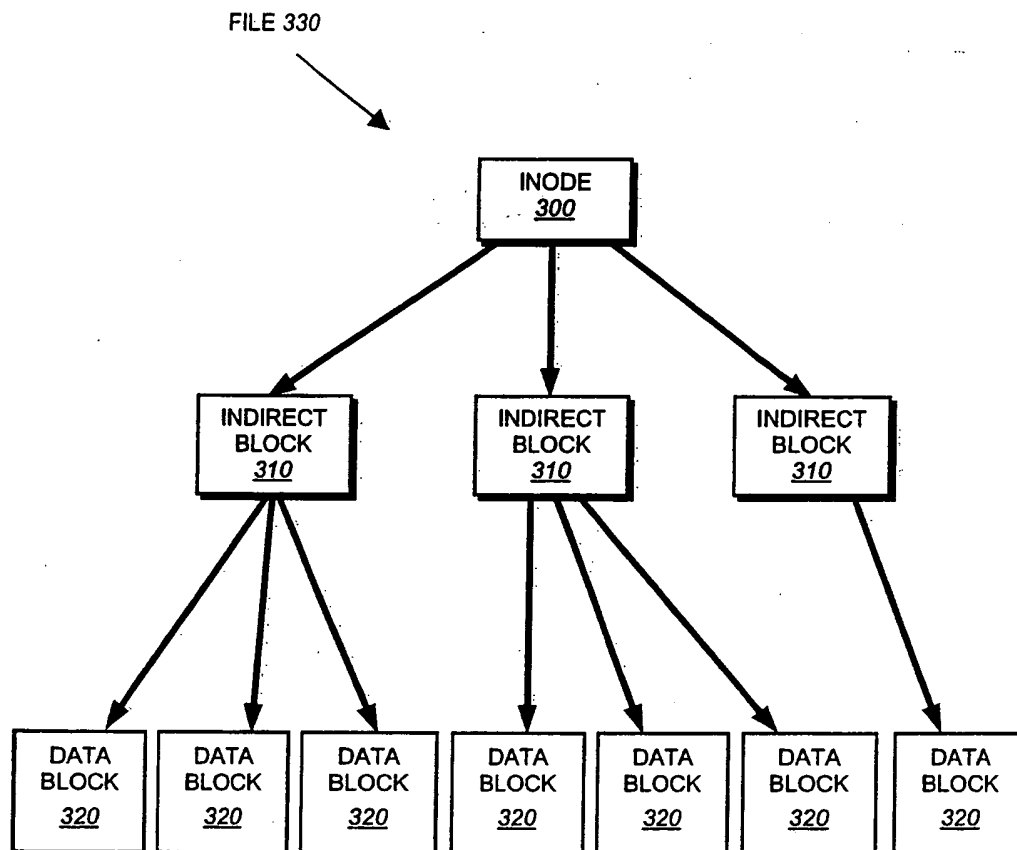 FILE 330
INODE
300
INDIRECT
BLOCK
310
INDIRECT
BLOCK
310
INDIRECT
BLOCK
310
DATA
BLOCK
320
DATA
BLOCK
320
DATA
BLOCK
320
DATA
BLOCK
320
DATA
BLOCK
320
DATA
BLOCK
320
DATA
BLOCK
320